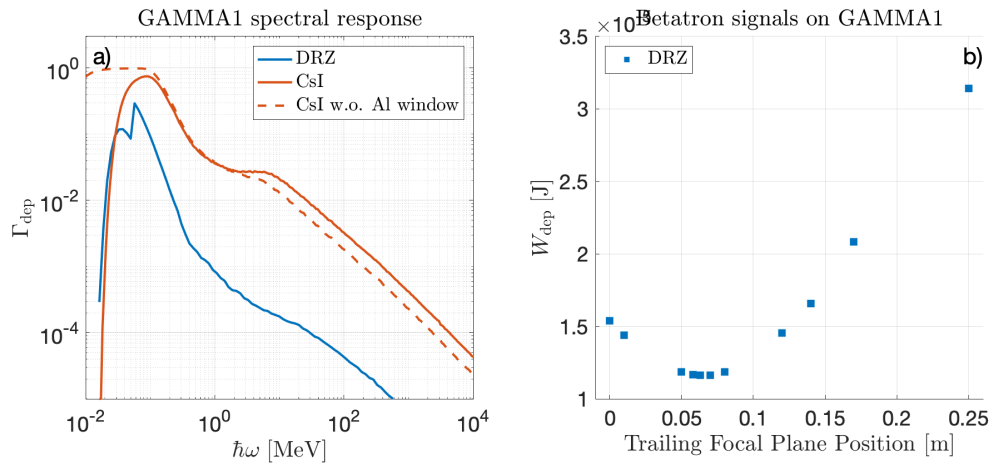 GAMMA1 spectral response
a)
DRZ
CsI
CsI w.o. Al window
10^0
10^-2
10^-4
Γ_dep
10^-2 10^0 10^2 10^4
ħω [MeV]
Betatron signals on GAMMA1
b)
DRZ
3.5
3
2.5
2
1.5
1
W_dep [J]
0 0.05 0.1 0.15 0.2 0.25
Trailing Focal Plane Position [m]